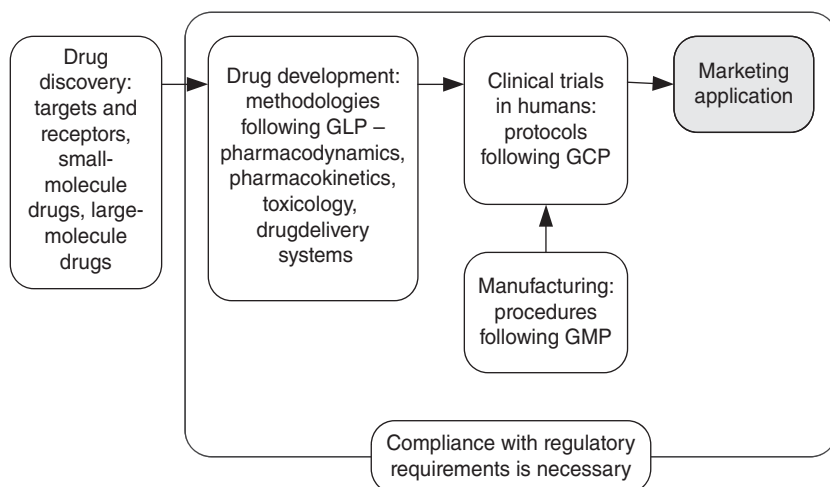 Drug
discovery:
targets and
receptors,
small-
molecule
drugs, large-
molecule
drugs
Drug development:
methodologies
following GLP –
pharmacodynamics,
pharmacokinetics,
toxicology,
drugdelivery
systems
Clinical trials
in humans:
protocols
following GCP
Marketing
application
Manufacturing:
procedures
following GMP
Compliance with regulatory
requirements is necessary